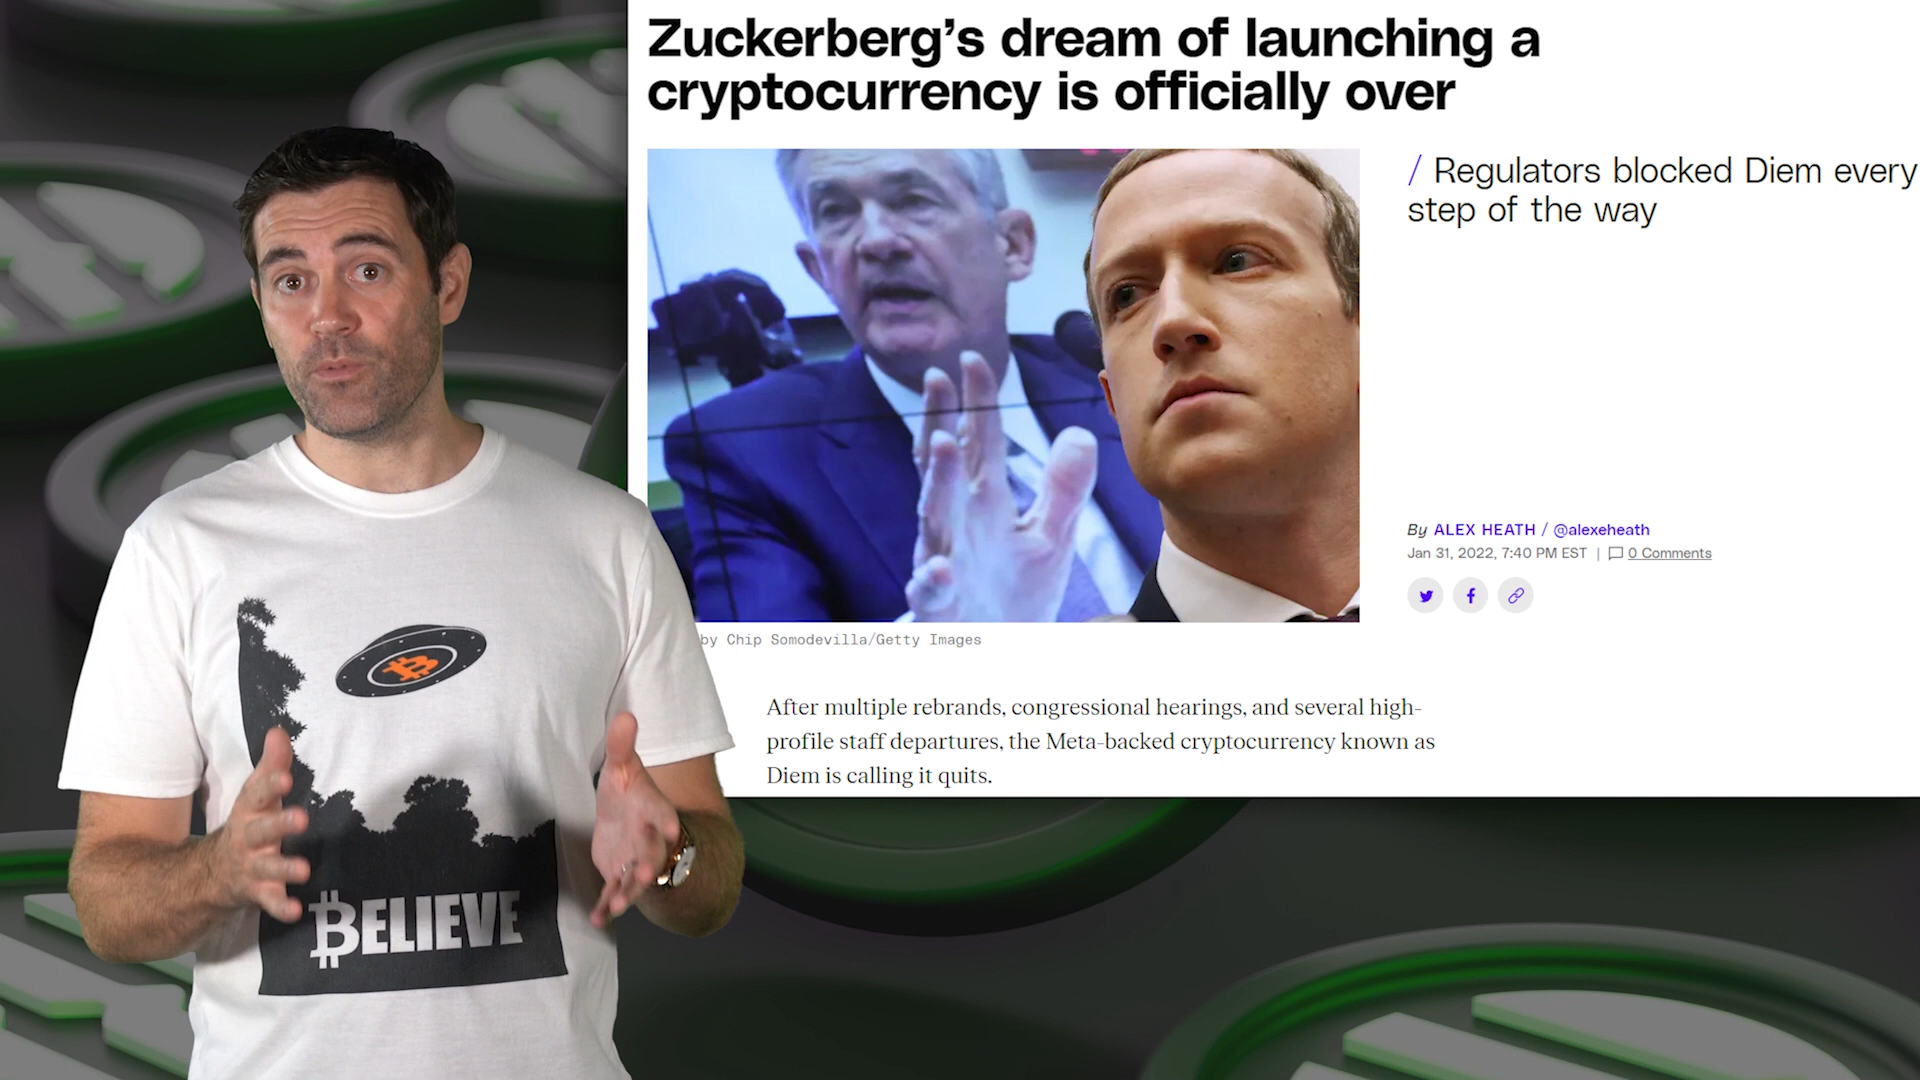 Zuckerberg’s dream of launching a
cryptocurrency is officially over
/ Regulators blocked Diem every
step of the way
By ALEX HEATH / @alexeheath
Jan 31, 2022, 7:40 PM EST | 0 Comments
by Chip Somodevilla/Getty Images
After multiple rebrands, congressional hearings, and several high-
profile staff departures, the Meta-backed cryptocurrency known as
Diem is calling it quits.
₿
₿ELIEVE